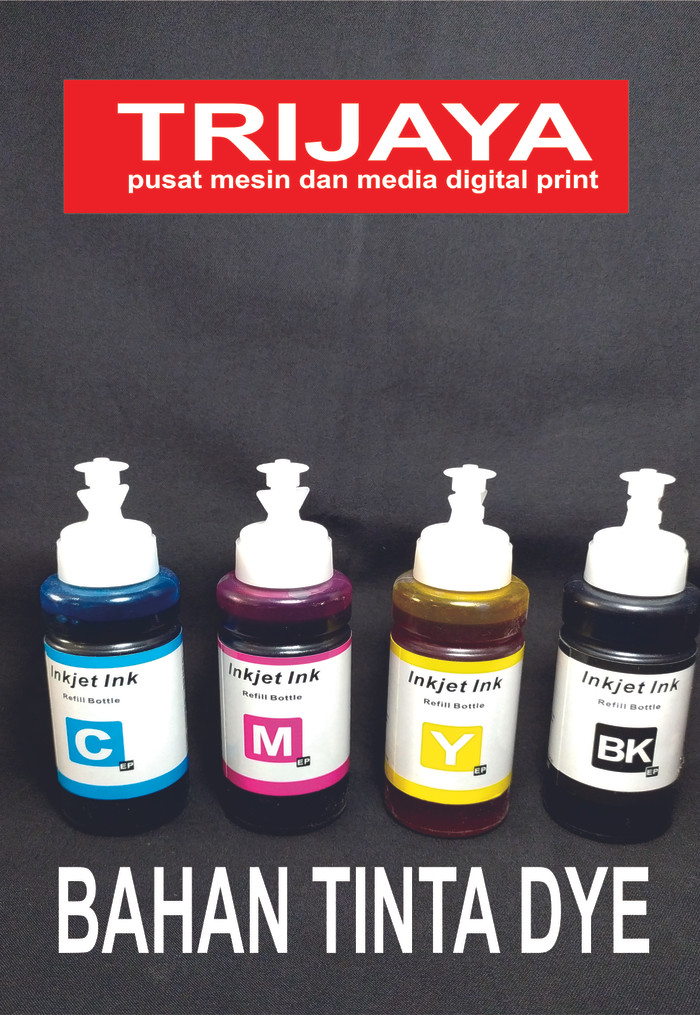 TRIJAYA
pusat mesin dan media digital print
Inkjet Ink
Refill Bottle
C
EP
Inkjet Ink
Refill Bottle
M
EP
Inkjet Ink
Refill Bottle
Y
EP
Inkjet Ink
Refill Bottle
BK
EP
BAHAN TINTA DYE